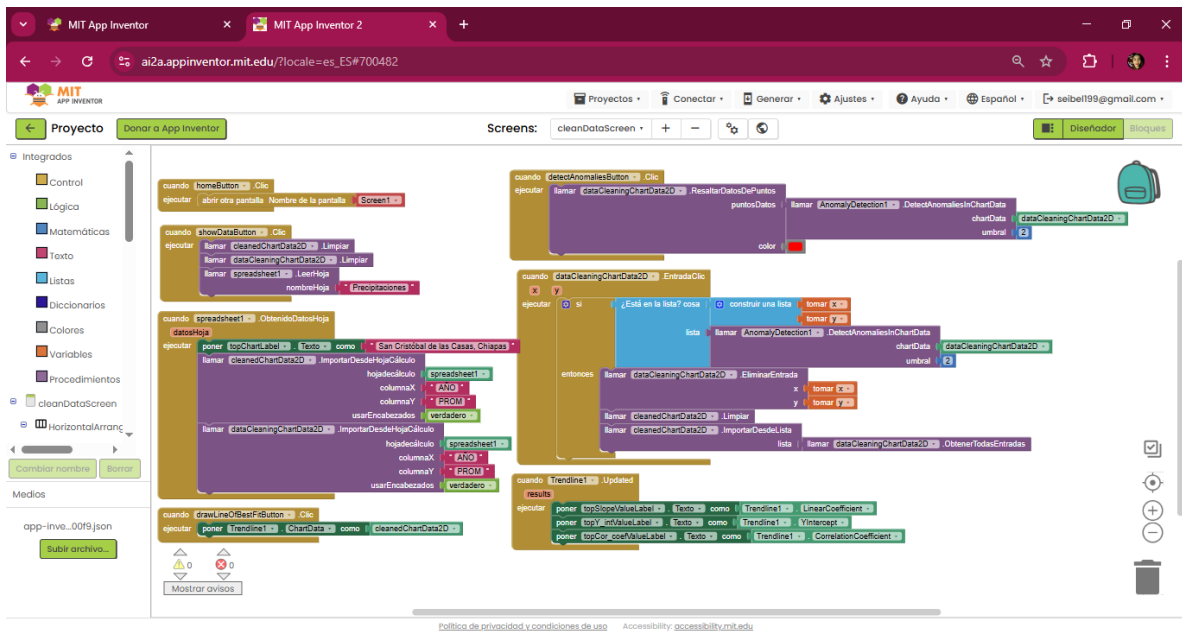 MIT App Inventor
MIT App Inventor 2
ai2a.appinventor.mit.edu/?locale=es_ES#700482
MIT
APP INVENTOR
Proyectos
Conectar
Generar
Ajustes
Ayuda
Español
seibel199@gmail.com
Proyecto
Donar a App Inventor
Screens:
cleanDataScreen
Diseñador
Bloques
Integrados
Control
Lógica
Matemáticas
Texto
Listas
Diccionarios
Colores
Variables
Procedimientos
cleanDataScreen
HorizontalArrang
Cambiar nombre
Borrar
Medios
app-inve...00f9.json
Subir archivo...
cuando homeButton .Clic
ejecutar abrir otra pantalla Nombre de la pantalla Screen1
cuando showDataButton .Clic
ejecutar llamar cleanedChartData2D .Limpiar
llamar dataCleaningChartData2D .Limpiar
llamar spreadsheet1 .LeerHoja
nombreHoja " Precipitaciones "
cuando spreadsheet1 .ObtenidoDatosHoja
datosHoja
ejecutar poner topChartLabel . Texto como " San Cristóbal de las Casas, Chiapas "
llamar cleanedChartData2D .ImportarDesdeHojaCálculo
hojadecálculo spreadsheet1
columnaX " AÑO "
columnaY " PROM "
usarEncabezados verdadero
llamar dataCleaningChartData2D .ImportarDesdeHojaCálculo
hojadecálculo spreadsheet1
columnaX " AÑO "
columnaY " PROM "
usarEncabezados verdadero
cuando drawLineOfBestFitButton .Clic
ejecutar poner Trendline1 . ChartData como cleanedChartData2D
0
0
Mostrar avisos
cuando detectAnomaliesButton .Clic
ejecutar llamar dataCleaningChartData2D .ResaltarDatosDePuntos
puntosDatos llamar AnomalyDetection1 .DetectAnomaliesInChartData
chartData dataCleaningChartData2D
umbral 2
color
cuando dataCleaningChartData2D .EntradaClic
x y
ejecutar si ¿Está en la lista? cosa construir una lista tomar x
tomar y
lista llamar AnomalyDetection1 .DetectAnomaliesInChartData
chartData dataCleaningChartData2D
umbral 2
entonces llamar dataCleaningChartData2D .EliminarEntrada
x tomar x
y tomar y
llamar cleanedChartData2D .Limpiar
llamar cleanedChartData2D .ImportarDesdeLista
lista llamar dataCleaningChartData2D .ObtenerTodasEntradas
cuando Trendline1 .Updated
results
ejecutar poner topSlopeValueLabel . Texto como Trendline1 . LinearCoefficient
poner topY_intValueLabel . Texto como Trendline1 . YIntercept
poner topCor_coefValueLabel . Texto como Trendline1 . CorrelationCoefficient
Política de privacidad y condiciones de uso
Accessibility: accessibility.mit.edu